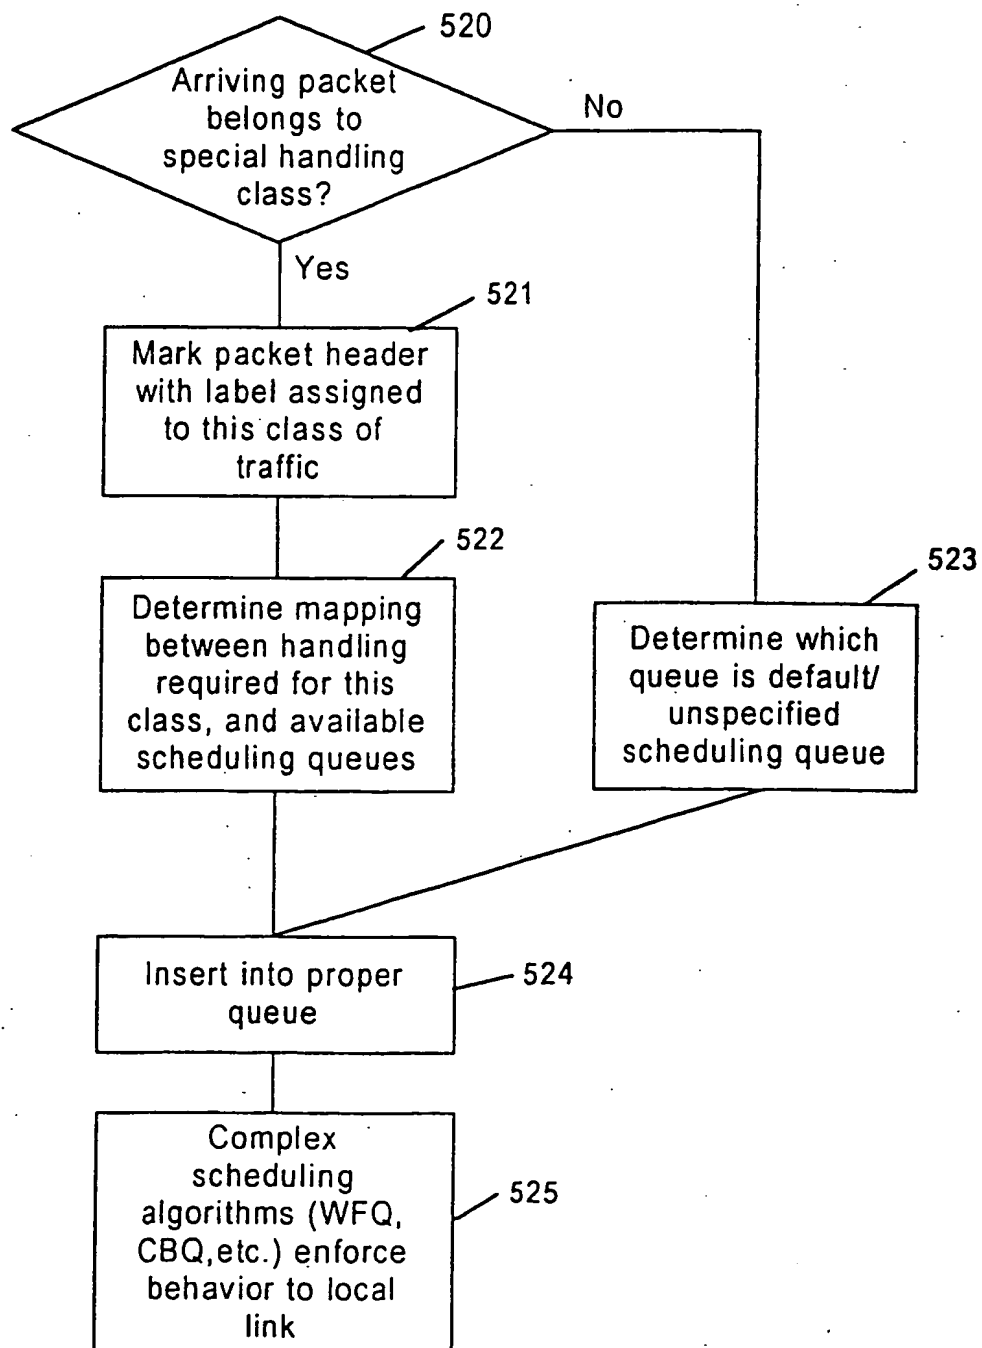 520
Arriving packet
belongs to
special handling
class?
No
Yes
521
Mark packet header
with label assigned
to this class of
traffic
522
Determine mapping
between handling
required for this
class, and available
scheduling queues
523
Determine which
queue is default/
unspecified
scheduling queue
Insert into proper
queue
524
Complex
scheduling
algorithms (WFQ,
CBQ,etc.) enforce
behavior to local
link
525